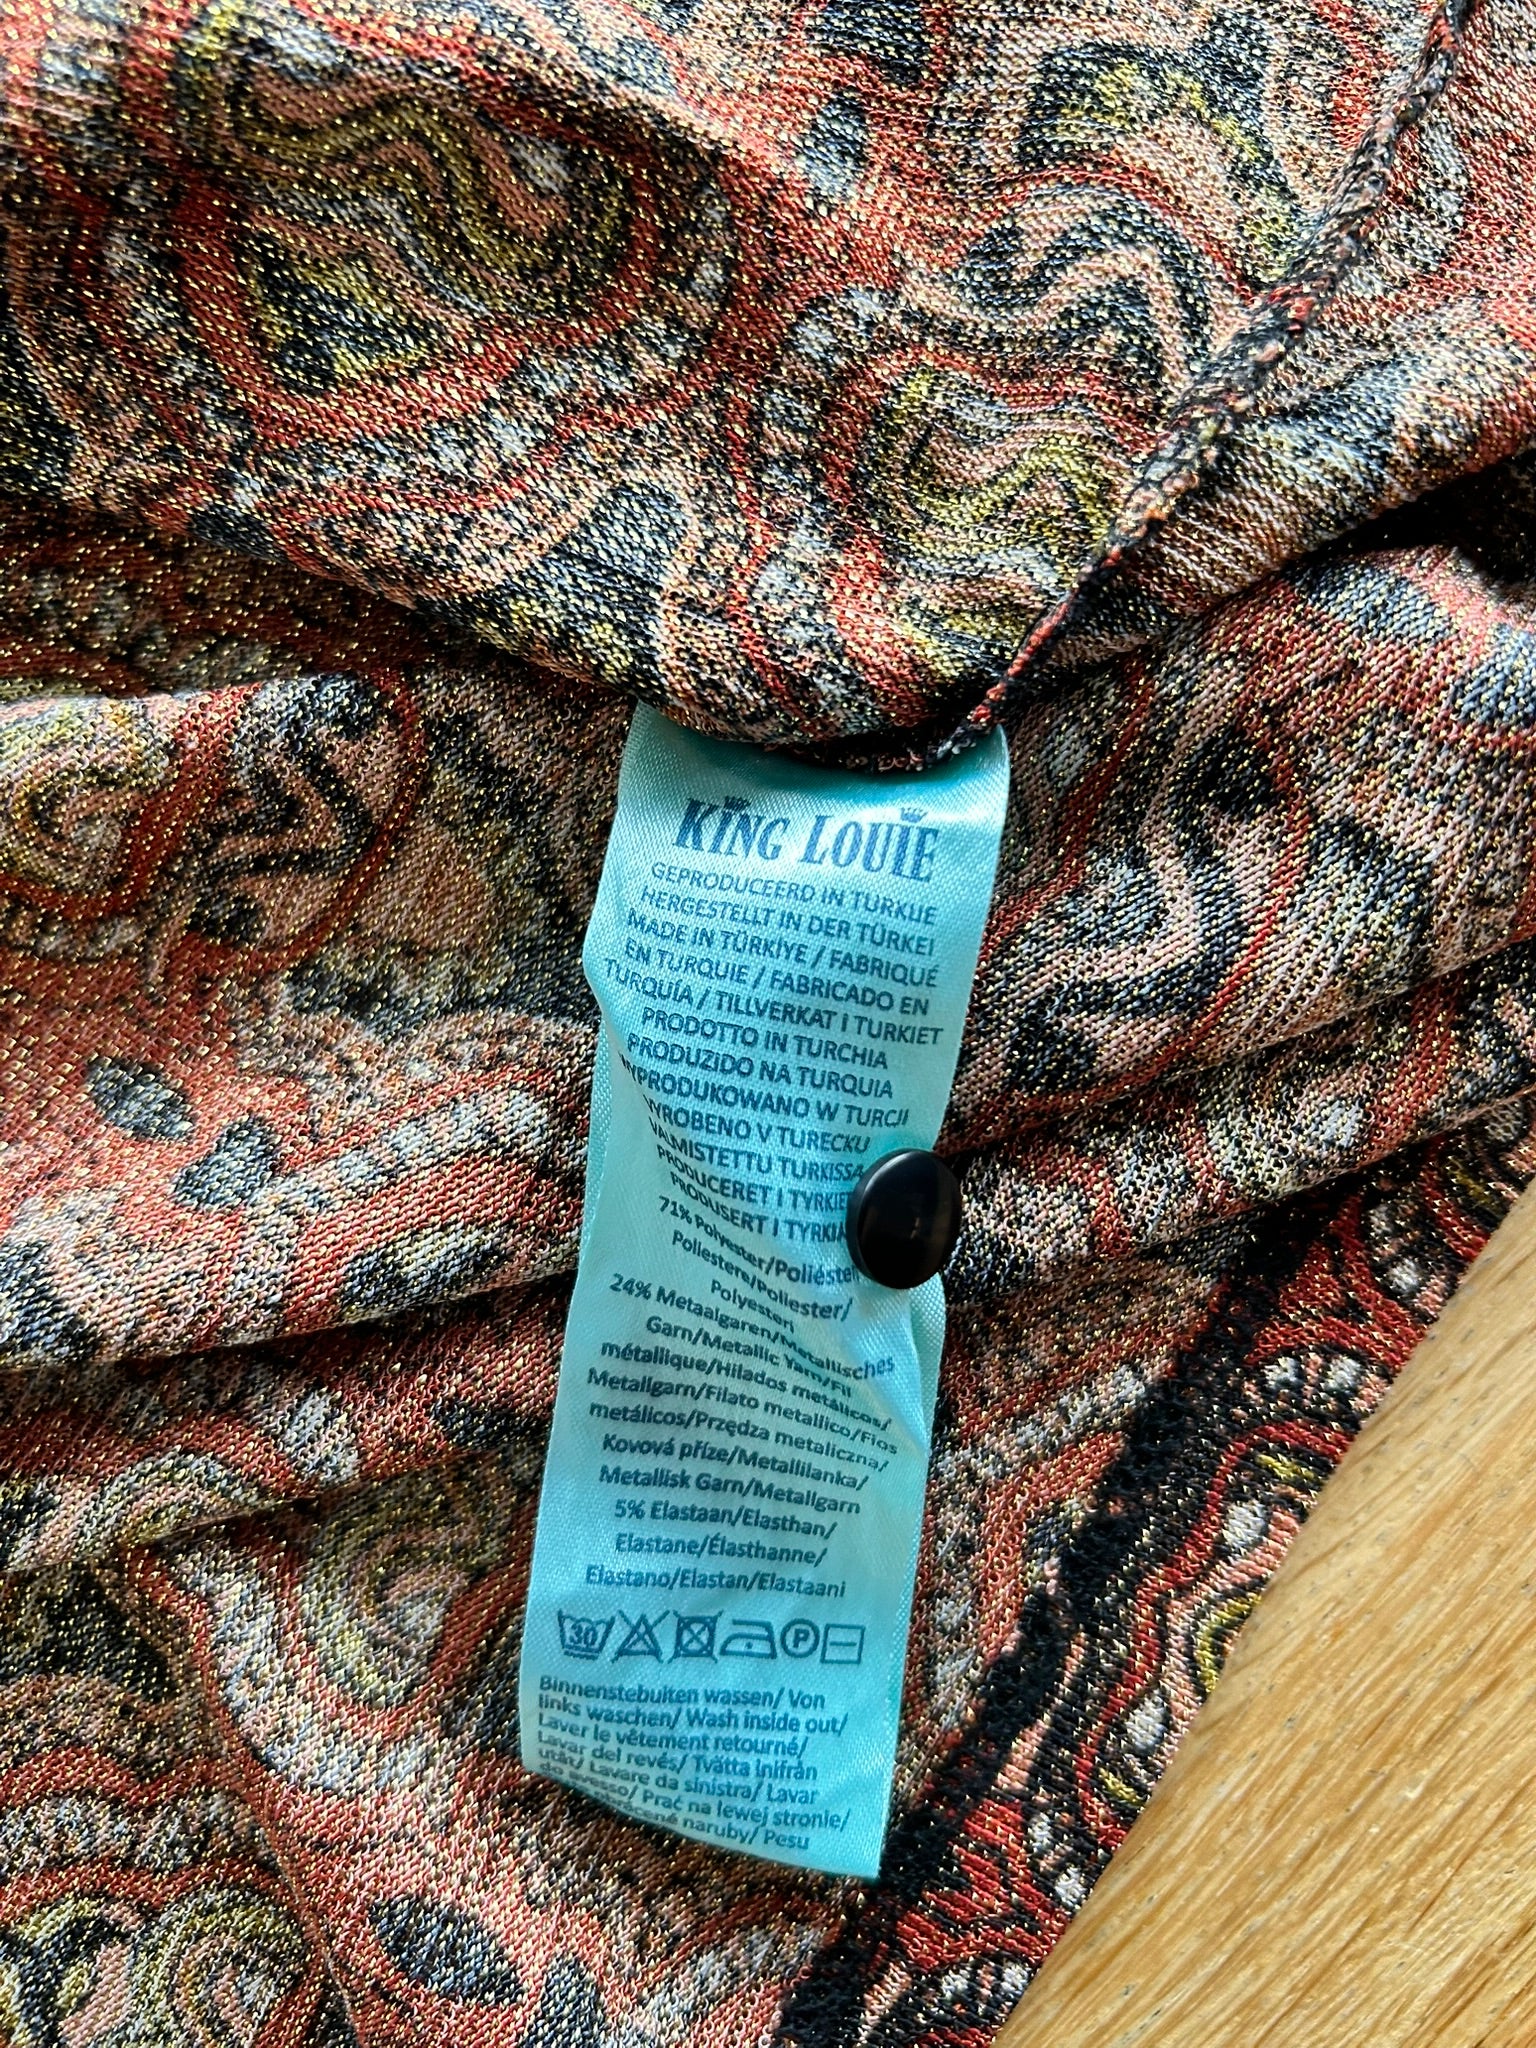 KING LOUIE
GEPRODUCEERD IN TURKIJE
HERGESTELLT IN DER TÜRKEI
MADE IN TÜRKİYE / FABRIQUÉ
EN TURQUIE / FABRICADO EN
TURQUÍA / TILLVERKAT I TURKIET
PRODOTTO IN TURCHIA
PRODUZIDO NA TURQUIA
WYPRODUKOWANO W TURCJI
VYROBENO V TURECKU
VALMISTETTU TURKISSA
PRODUCERET I TYRKIET
PRODUSERT I TYRKIA
71% Polyester/Poliéster/
Poliestere/Poliester/
Polyesteri
24% Metaalgaren/Metallisches
Garn/Metallic Yarn/Fil
métallique/Hilados metálicos/
Metallgarn/Filato metallico/Fios
metálicos/Przędza metaliczna/
Kovová příze/Metallilanka/
Metallisk Garn/Metallgarn
5% Elastaan/Elasthan/
Elastane/Élasthanne/
Elastano/Elastan/Elastaani
30 P
Binnenstebuiten wassen/ Von
links waschen/ Wash inside out/
Laver le vêtement retourné/
Lavar del revés/ Tvätta inifrån
utåt/ Lavare da sinistra/ Lavar
do avesso/ Prać na lewej stronie/
obrácené naruby/ Pesu